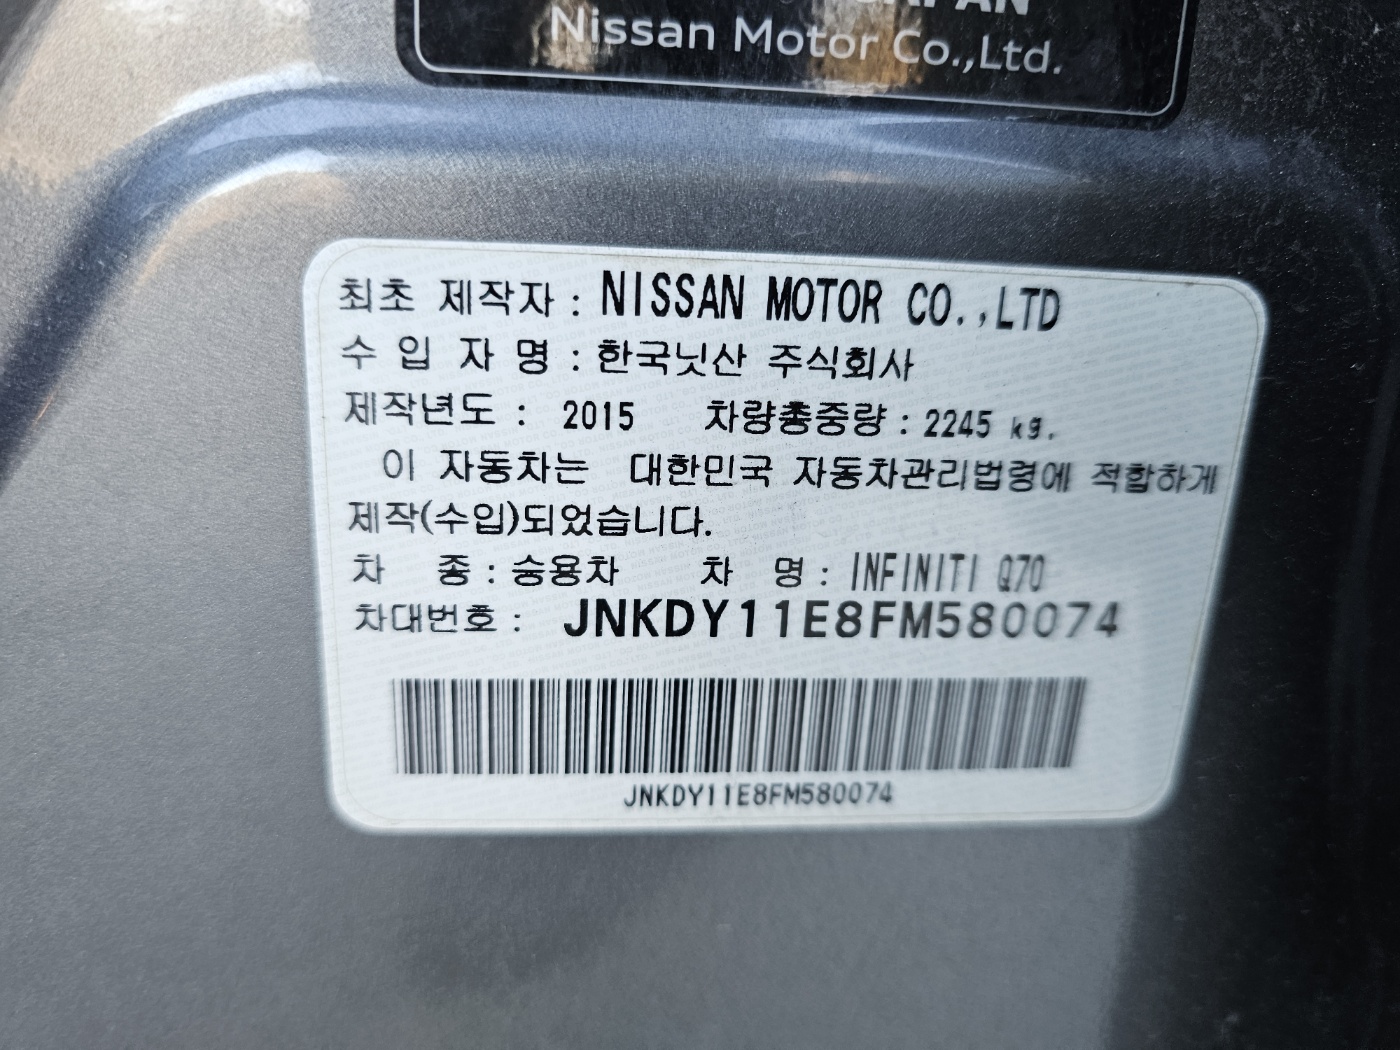 JAPAN
Nissan Motor Co.,Ltd.
최초 제작자 : NISSAN MOTOR CO.,LTD
수 입 자 명 : 한국닛산 주식회사
제작년도 : 2015 차량총중량 : 2245 kg.
이 자동차는 대한민국 자동차관리법령에 적합하게
제작(수입)되었습니다.
차 종 : 승용차 차 명 : INFINITI Q70
차대번호 : JNKDY11E8FM580074
JNKDY11E8FM580074